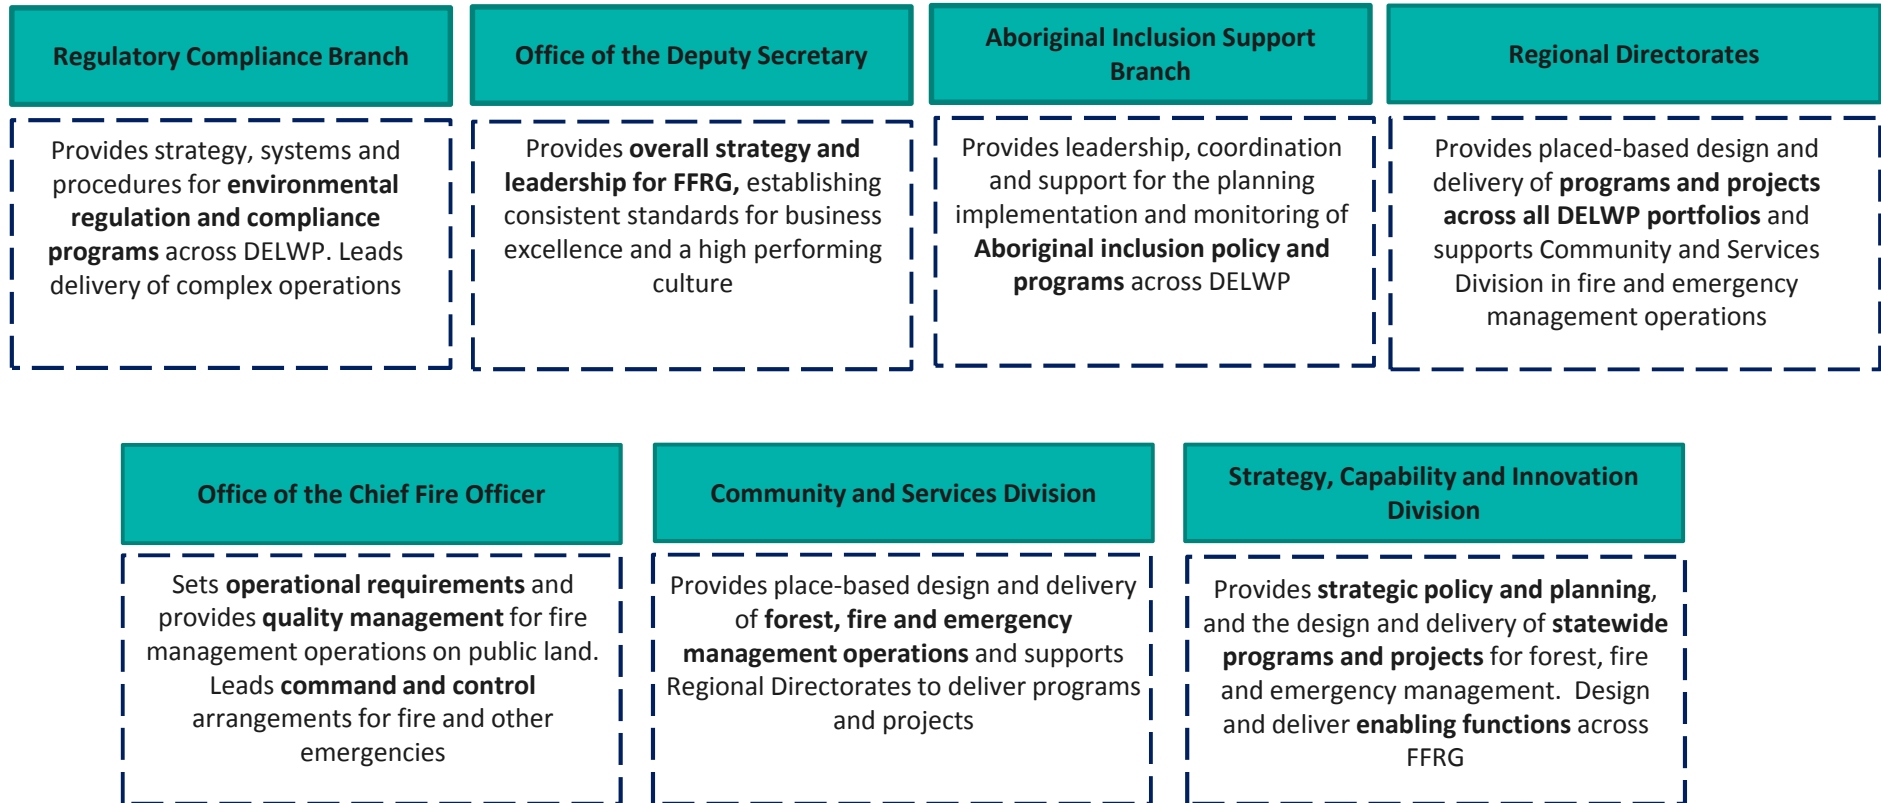 Regulatory Compliance Branch
Provides strategy, systems and
procedures for environmental
regulation and compliance
programs across DELWP. Leads
delivery of complex operations
Office of the Deputy Secretary
Provides overall strategy and
leadership for FFRG, establishing
consistent standards for business
excellence and a high performing
culture
Aboriginal Inclusion Support
Branch
Provides leadership, coordination
and support for the planning
implementation and monitoring of
Aboriginal inclusion policy and
programs across DELWP
Regional Directorates
Provides placed-based design and
delivery of programs and projects
across all DELWP portfolios and
supports Community and Services
Division in fire and emergency
management operations
Office of the Chief Fire Officer
Sets operational requirements and
provides quality management for fire
management operations on public land.
Leads command and control
arrangements for fire and other
emergencies
Community and Services Division
Provides place-based design and delivery
of forest, fire and emergency
management operations and supports
Regional Directorates to deliver programs
and projects
Strategy, Capability and Innovation
Division
Provides strategic policy and planning,
and the design and delivery of statewide
programs and projects for forest, fire
and emergency management.  Design
and deliver enabling functions across
FFRG